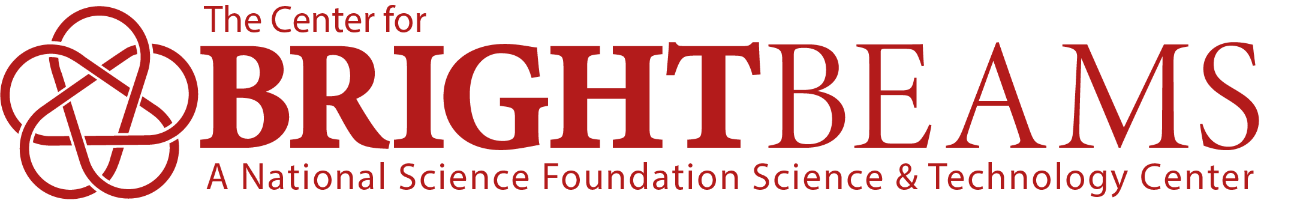 The Center for
BRIGHTBEAMS
A National Science Foundation Science & Technology Center